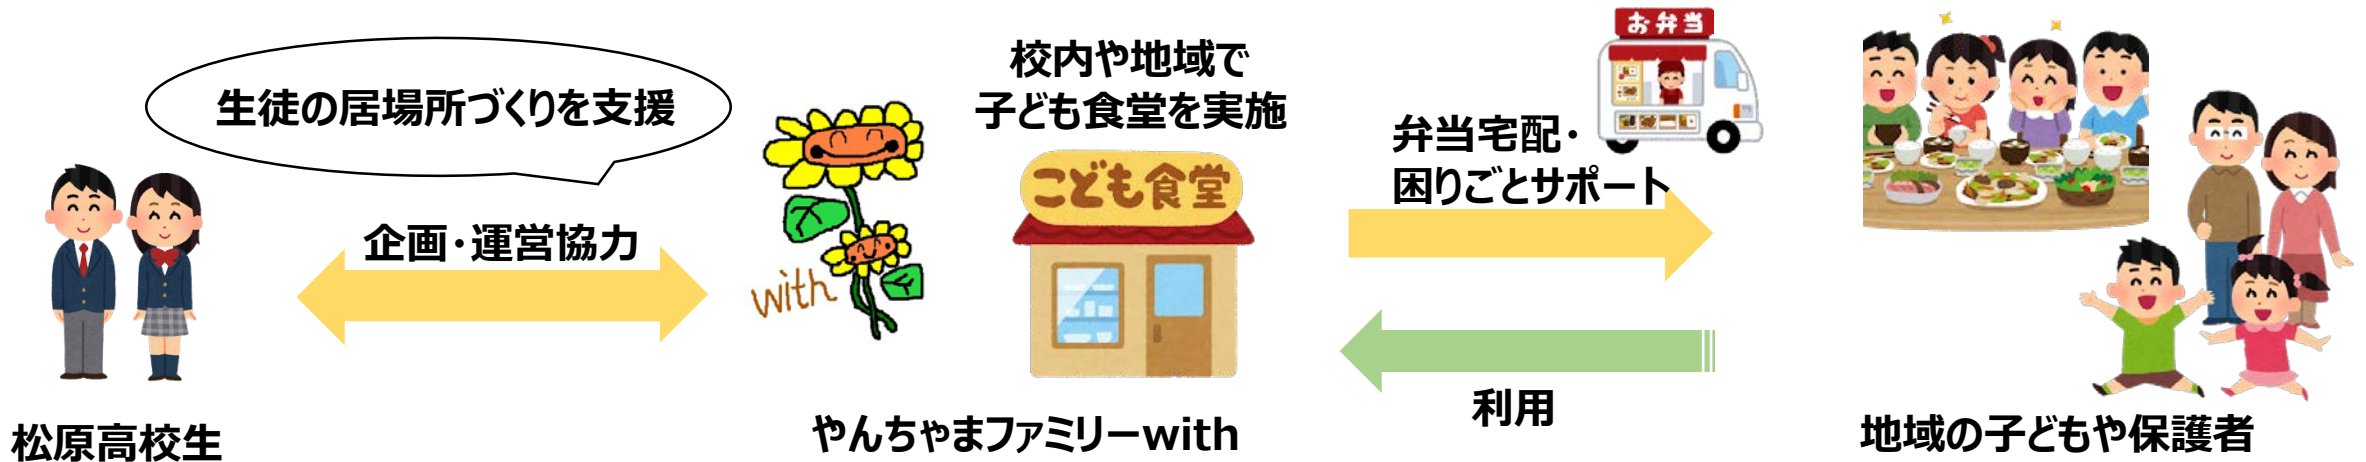 生徒の居場所づくりを支援
企画・運営協力
松原高校生
with
校内や地域で
子ども食堂を実施
こども食堂
やんちゃまファミリーwith
お弁当
弁当宅配・
困りごとサポート
利用
地域の子どもや保護者